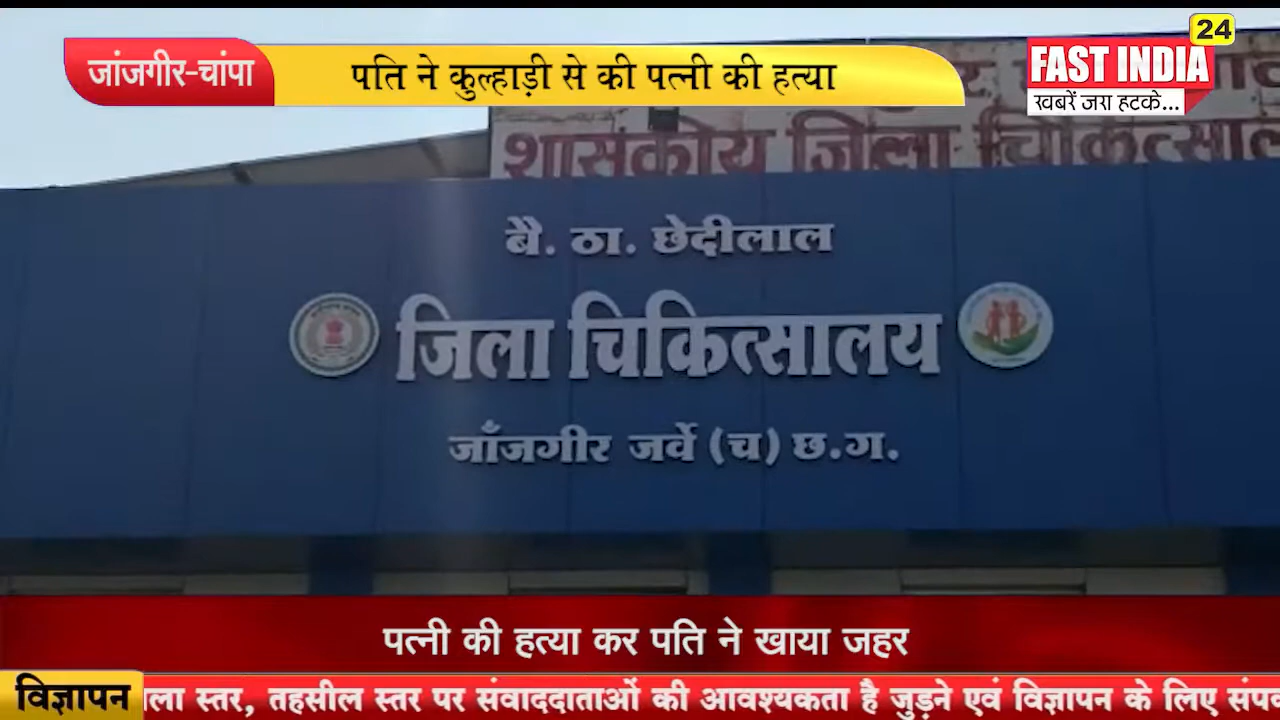 24
जांजगीर-चांपा
पति ने कुल्हाड़ी से की पत्नी की हत्या
FAST INDIA
खबरें जरा हटके...
शासकीय जिला चिकित्साल
बै. ठा. छेदीलाल
जिला चिकित्सालय
जाँजगीर जर्वे (च) छ.ग.
पत्नी की हत्या कर पति ने खाया जहर
विज्ञापन
ला स्तर, तहसील स्तर पर संवाददाताओं की आवश्यकता है जुड़ने एवं विज्ञापन के लिए संपर्